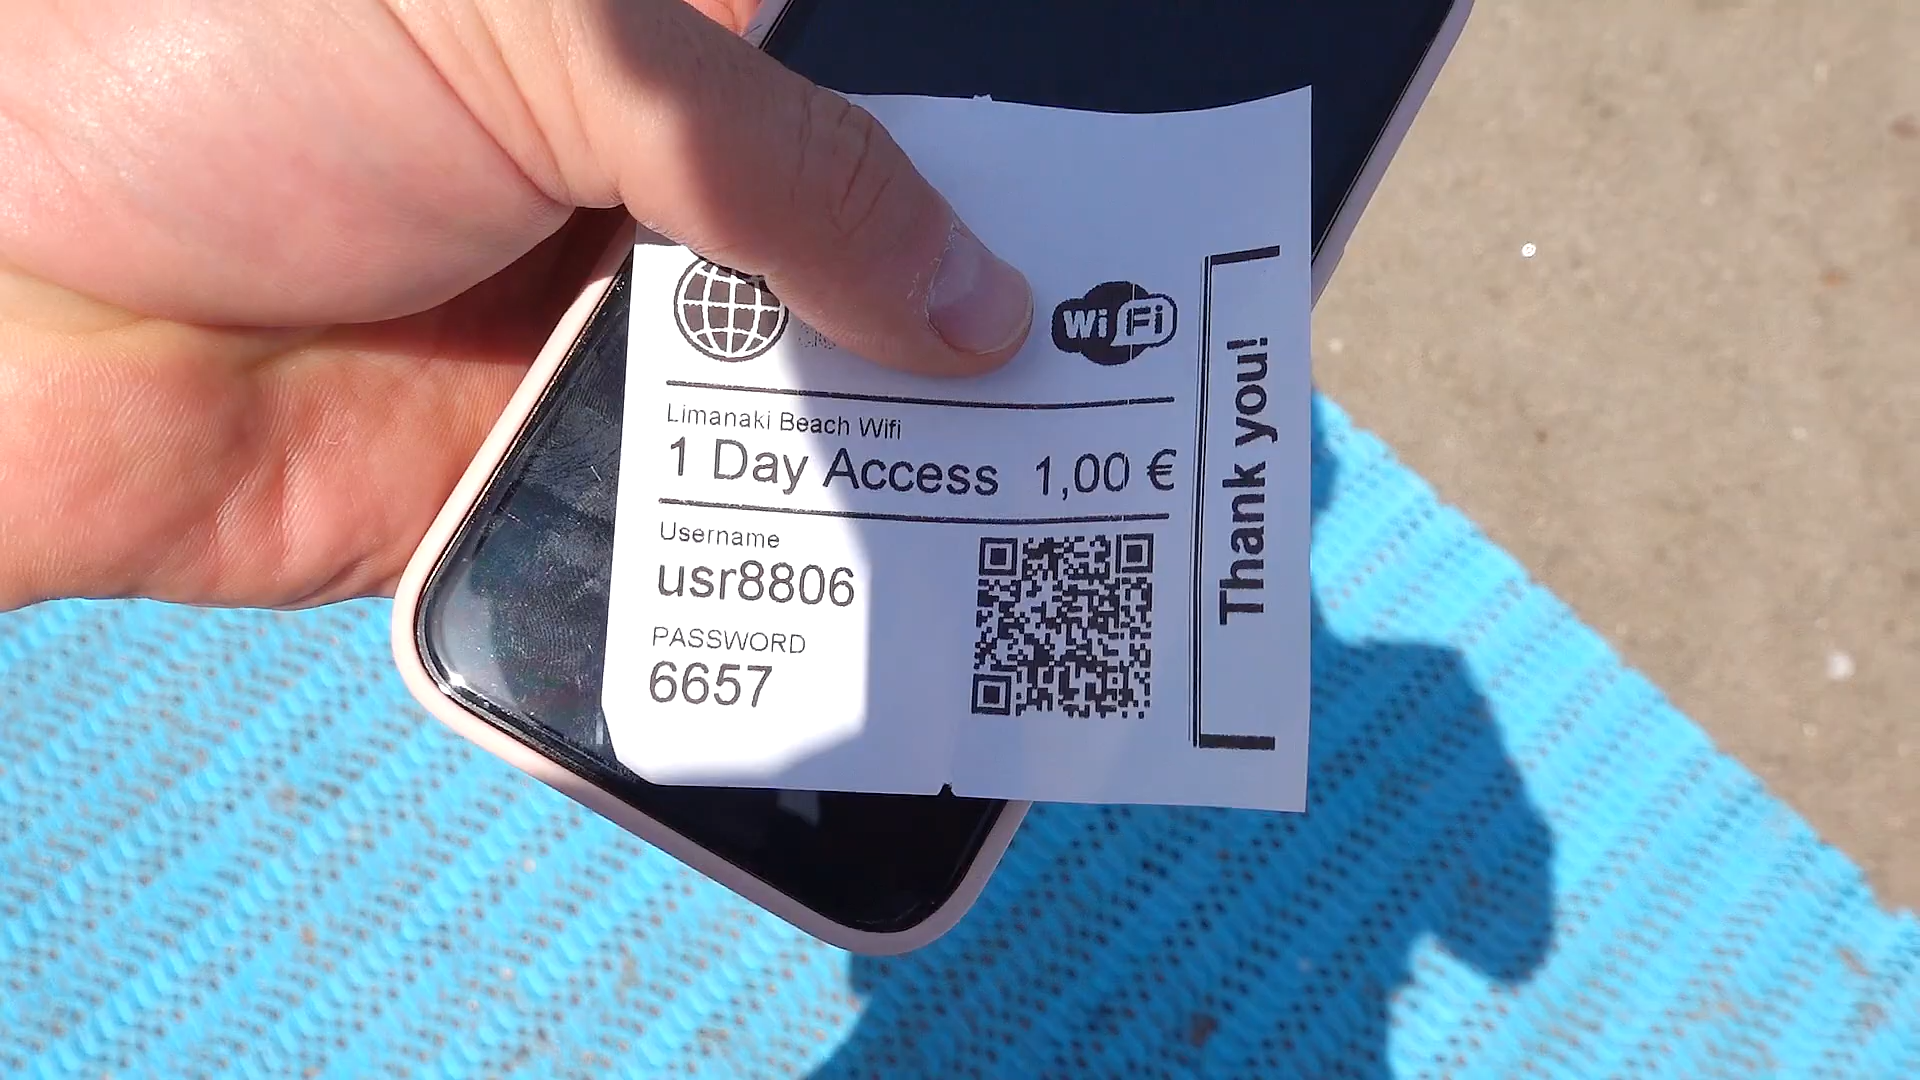 WiFi
Limanaki Beach Wifi
1 Day Access 1,00 €
Username
usr8806
PASSWORD
6657
Thank you!